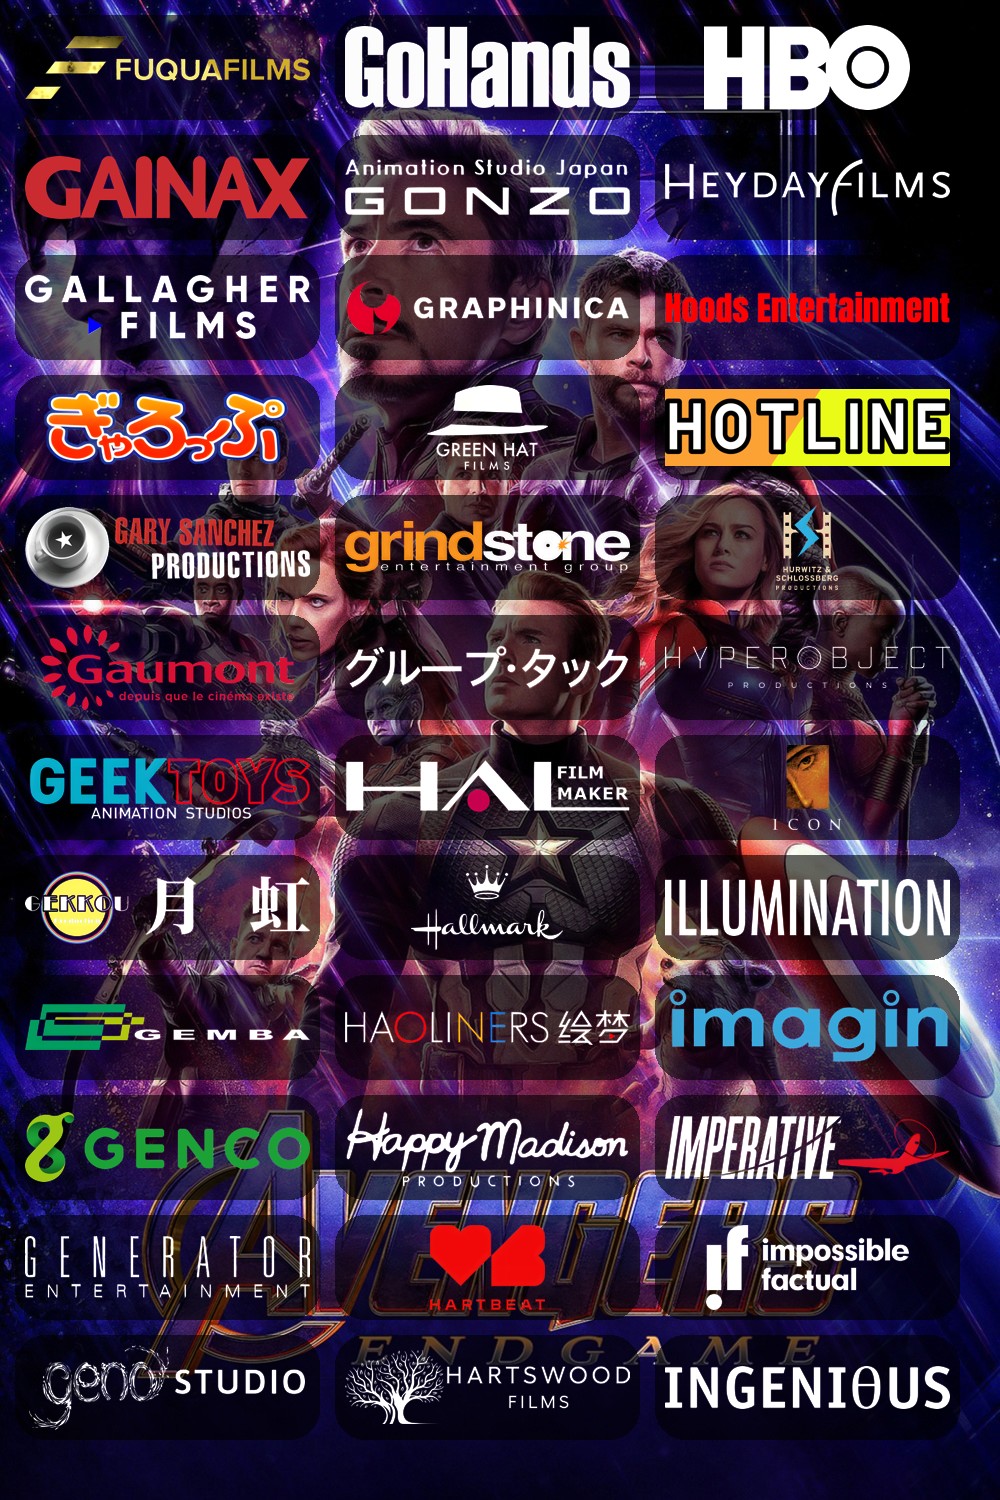 FUQUAFILMS
GoHands
HBO
GAINAX
Animation Studio Japan
GONZO
HEYDAY FILMS
GALLAGHER
FILMS
GRAPHINICA
Hoods Entertainment
ぎゃろっぷ
GREEN HAT
FILMS
HOTLINE
GARY SANCHEZ
PRODUCTIONS
grindstone
entertainment group
HURWITZ &
SCHLOSSBERG
PRODUCTIONS
Gaumont
depuis que le cinéma existe
グループ・タック
HYPEROBJECT
PRODUCTIONS
GEEKTOYS
ANIMATION STUDIOS
HAL FILM
MAKER
ICON
GEKKOU
月虹
Hallmark
ILLUMINATION
GEMBA
HAOLINERS 绘梦
imagin
GENCO
Happy Madison
PRODUCTIONS
IMPERATIVE
GENERATOR
ENTERTAINMENT
HARTBEAT
if impossible
factual
AVENGERS
ENDGAME
geno STUDIO
HARTSWOOD
FILMS
INGENIOUS